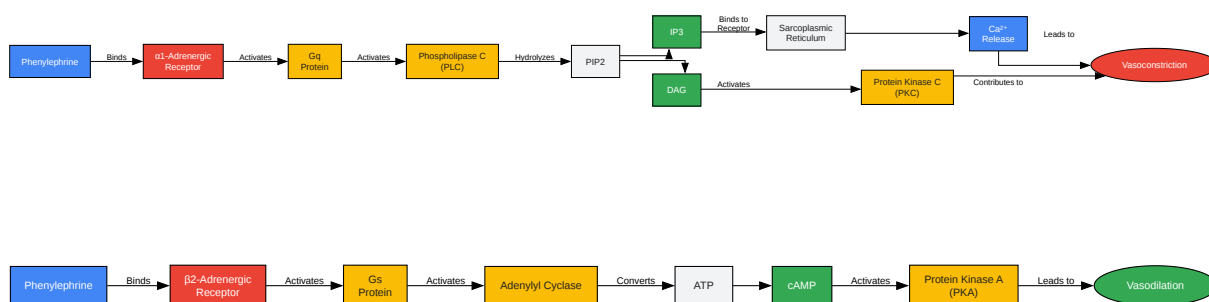 Phenylephrine
Binds
α1-Adrenergic
Receptor
Activates
Gq
Protein
Activates
Phospholipase C
(PLC)
Hydrolyzes
PIP2
IP3
Binds to
Receptor
Sarcoplasmic
Reticulum
Ca²⁺
Release
Leads to
Vasoconstriction
DAG
Activates
Protein Kinase C
(PKC)
Contributes to
Phenylephrine
Binds
β2-Adrenergic
Receptor
Activates
Gs
Protein
Activates
Adenylyl Cyclase
Converts
ATP
cAMP
Activates
Protein Kinase A
(PKA)
Leads to
Vasodilation